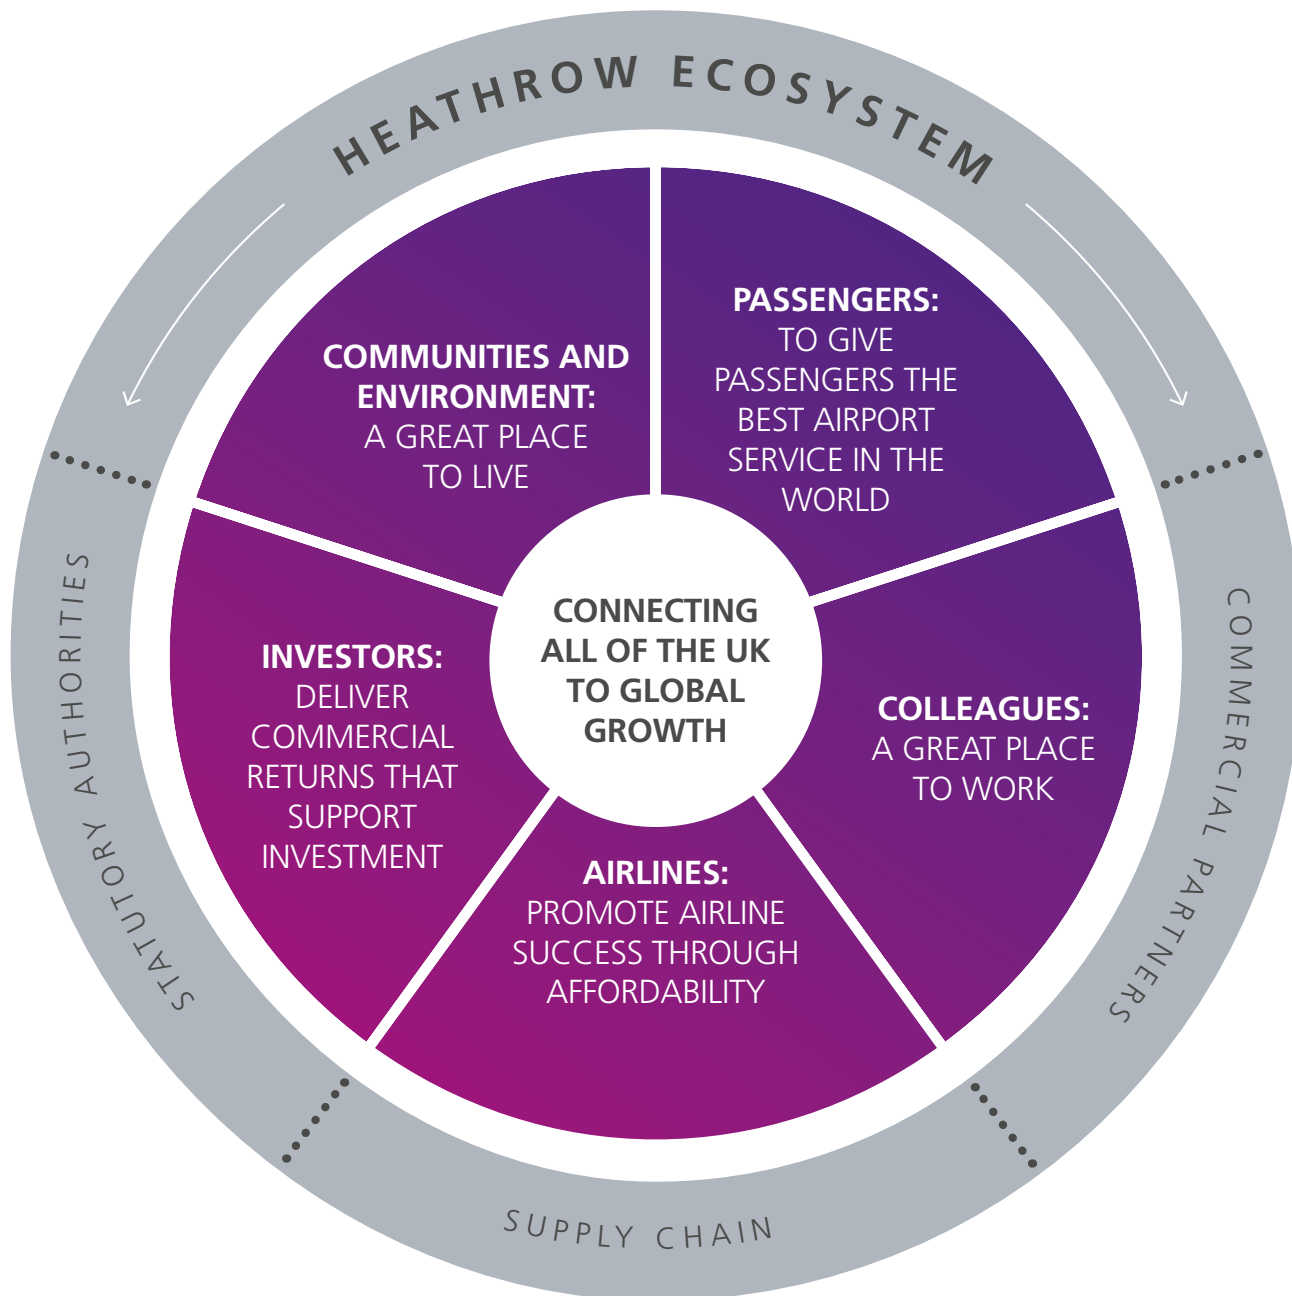 HEATHROW ECOSYSTEM
PASSENGERS:
TO GIVE
PASSENGERS THE
BEST AIRPORT
SERVICE IN THE
WORLD
COMMUNITIES AND
ENVIRONMENT:
A GREAT PLACE
TO LIVE
CONNECTING
ALL OF THE UK
TO GLOBAL
GROWTH
INVESTORS:
DELIVER
COMMERCIAL
RETURNS THAT
SUPPORT
INVESTMENT
COLLEAGUES:
A GREAT PLACE
TO WORK
AIRLINES:
PROMOTE AIRLINE
SUCCESS THROUGH
AFFORDABILITY
STATUTORY AUTHORITIES
COMMERCIAL PARTNERS
SUPPLY CHAIN